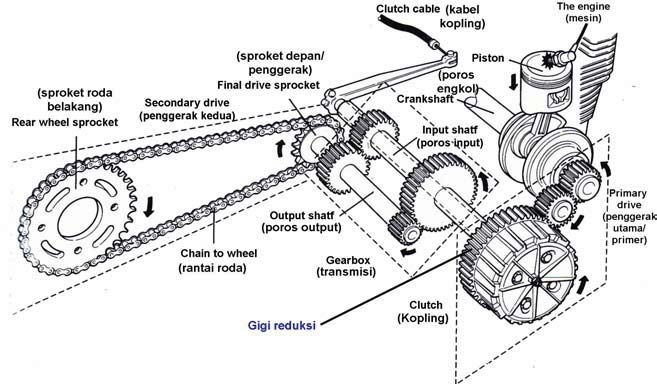 Clutch cable (kabel
kopling)
The engine
(mesin)
Piston
(sproket depan/
penggerak)
Final drive sprocket
(poros
engkol)
Crankshaft
(sproket roda
belakang)
Rear wheel sprocket
Secondary drive
(penggerak kedua)
Input shatf
(poros input)
Primary
drive
(penggerak
utama/
primer)
Output shatf
(poros output)
Chain to wheel
(rantai roda)
Gearbox
(transmisi)
Clutch
(Kopling)
Gigi reduksi